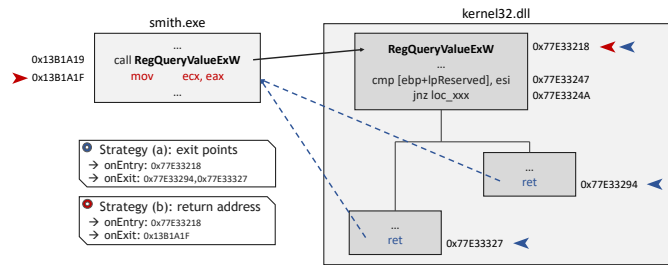 smith.exe
kernel32.dll
...
0x13B1A19
call RegQueryValueExW
0x13B1A1F
mov ecx, eax
...
RegQueryValueExW
0x77E33218
...
cmp [ebp+lpReserved], esi
0x77E33247
jnz loc_xxx
0x77E3324A
Strategy (a): exit points
→ onEntry: 0x77E33218
→ onExit: 0x77E33294,0x77E33327
...
ret
0x77E33294
Strategy (b): return address
→ onEntry: 0x77E33218
→ onExit: 0x13B1A1F
...
ret
0x77E33327